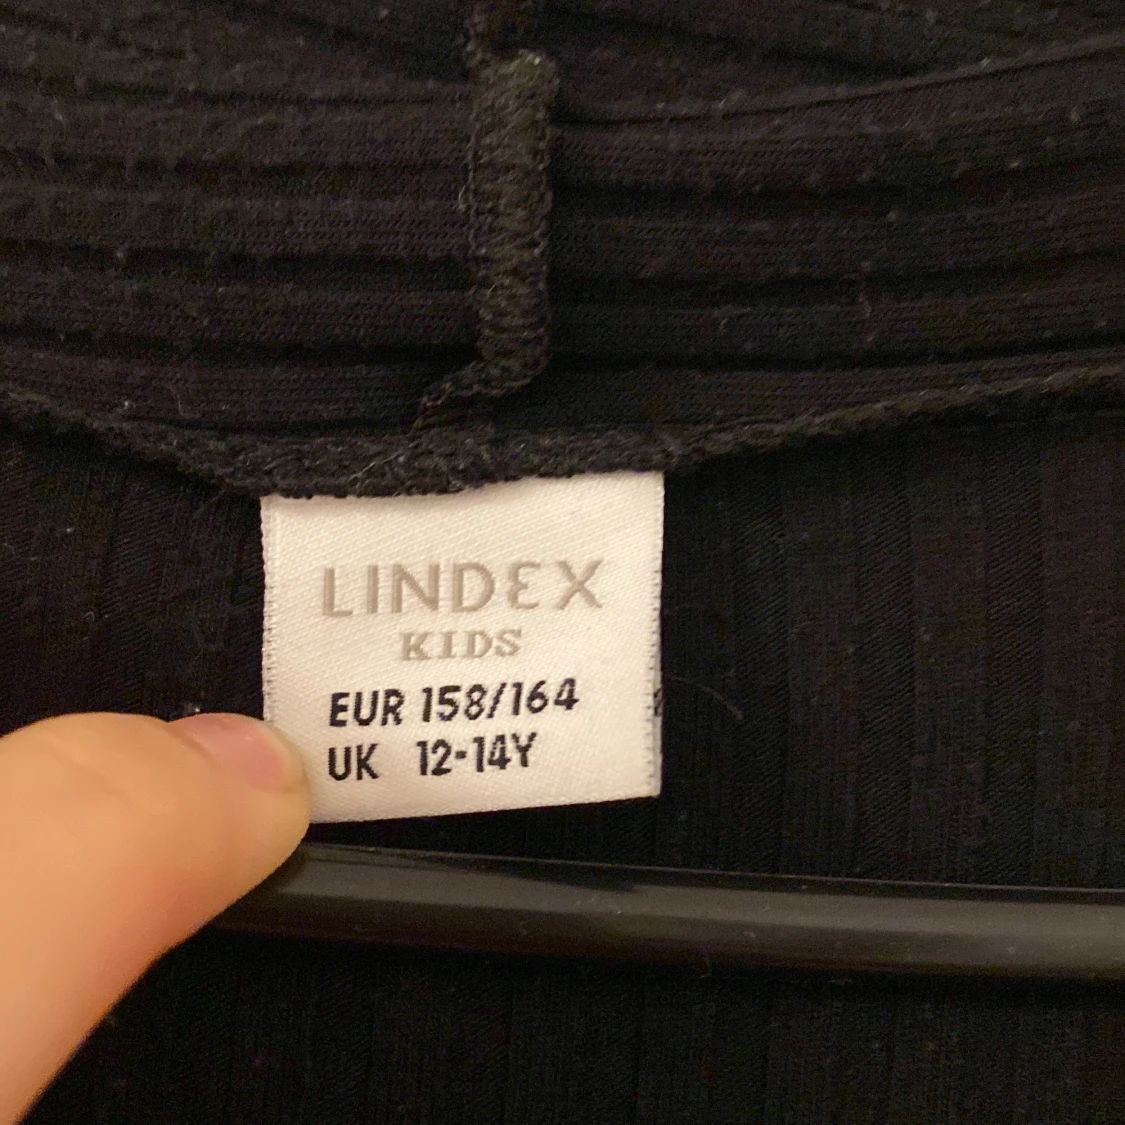 LINDEX
KIDS
EUR 158/164
UK 12-14Y